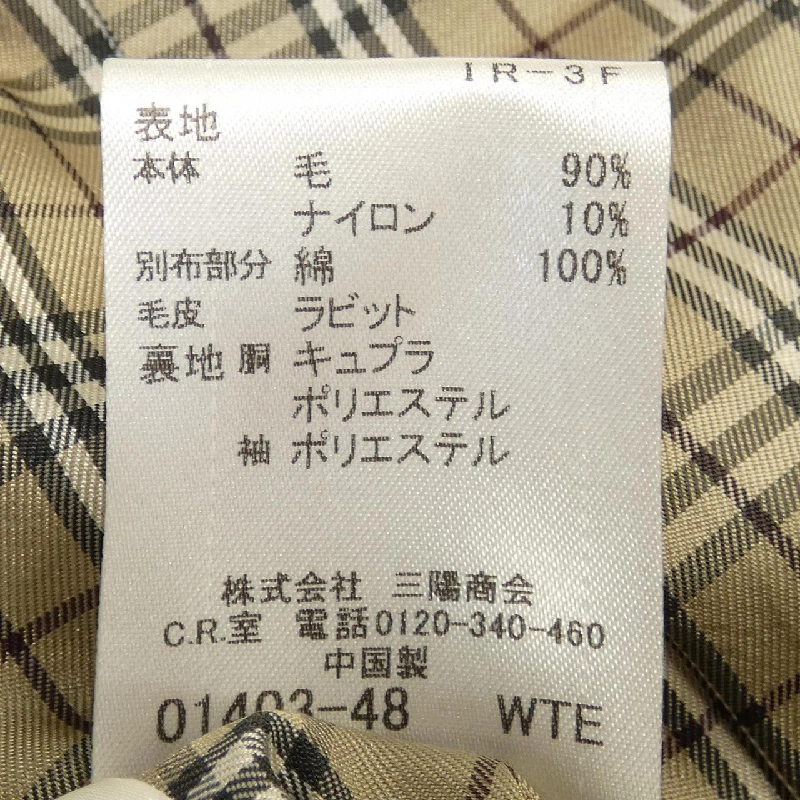 IR-3F
表地
本体 毛 90%
ナイロン 10%
別布部分 綿 100%
毛皮 ラビット
裏地 胴 キュプラ
ポリエステル
袖 ポリエステル
株式会社 三陽商会
C.R.室 電話0120-340-460
中国製
01403-48 WTE